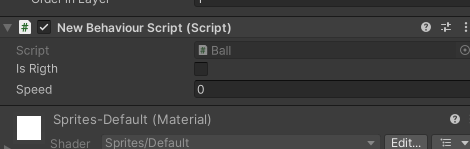 Order in Layer 1
New Behaviour Script (Script)
Script Ball
Is Rigth
Speed 0
Sprites-Default (Material)
Shader Sprites/Default Edit...